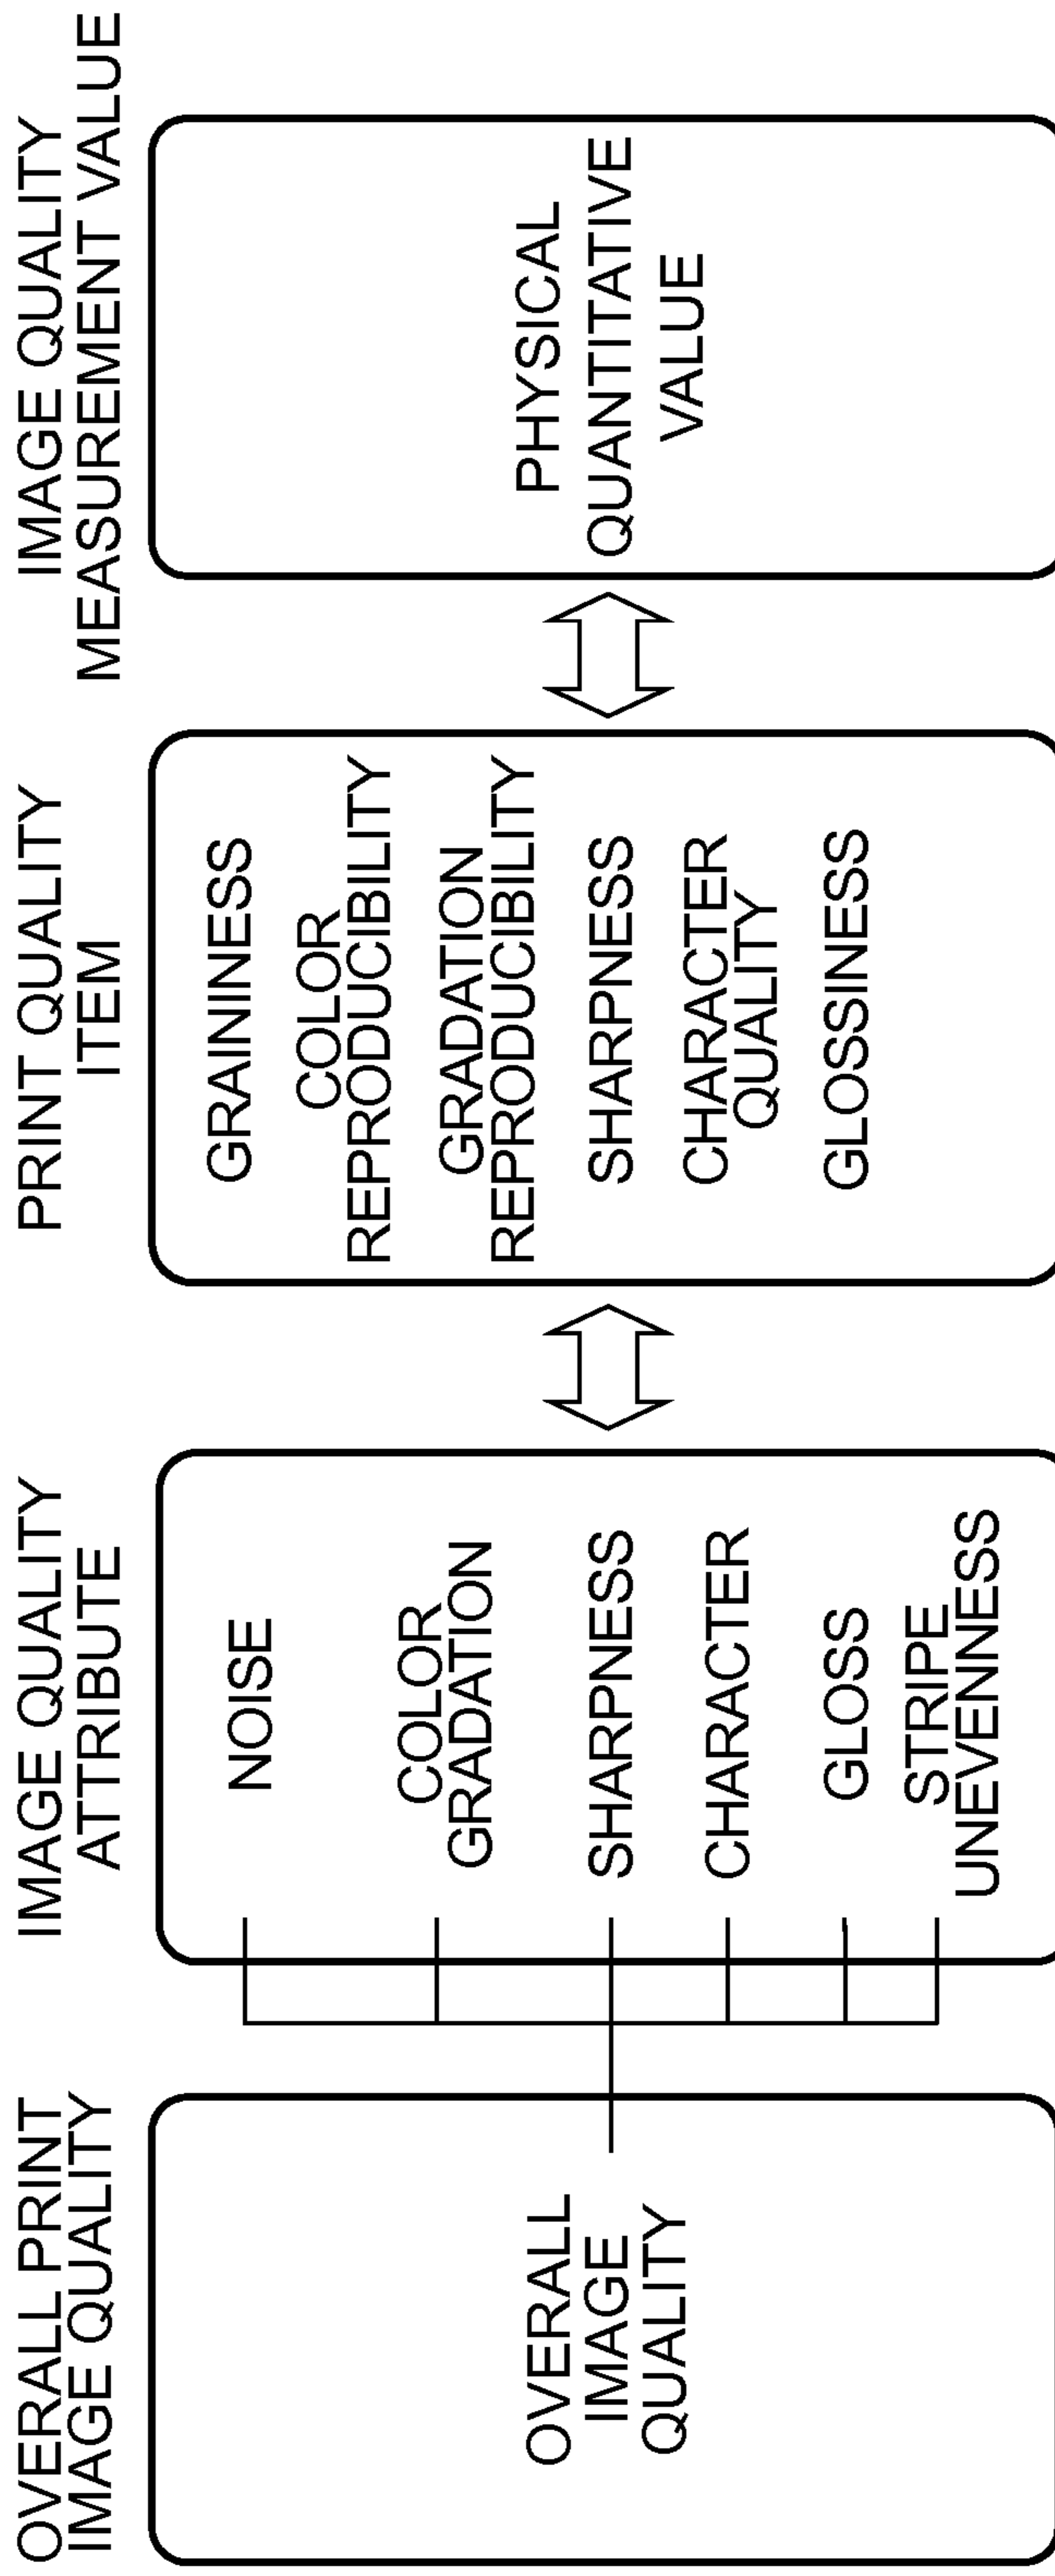 OVERALL PRINT
IMAGE QUALITY
OVERALL
IMAGE
QUALITY
IMAGE QUALITY
ATTRIBUTE
NOISE
COLOR
GRADATION
SHARPNESS
CHARACTER
GLOSS
STRIPE
UNEVENNESS
PRINT QUALITY
ITEM
GRAININESS
COLOR
REPRODUCIBILITY
GRADATION
REPRODUCIBILITY
SHARPNESS
CHARACTER
QUALITY
GLOSSINESS
IMAGE QUALITY
MEASUREMENT VALUE
PHYSICAL
QUANTITATIVE
VALUE